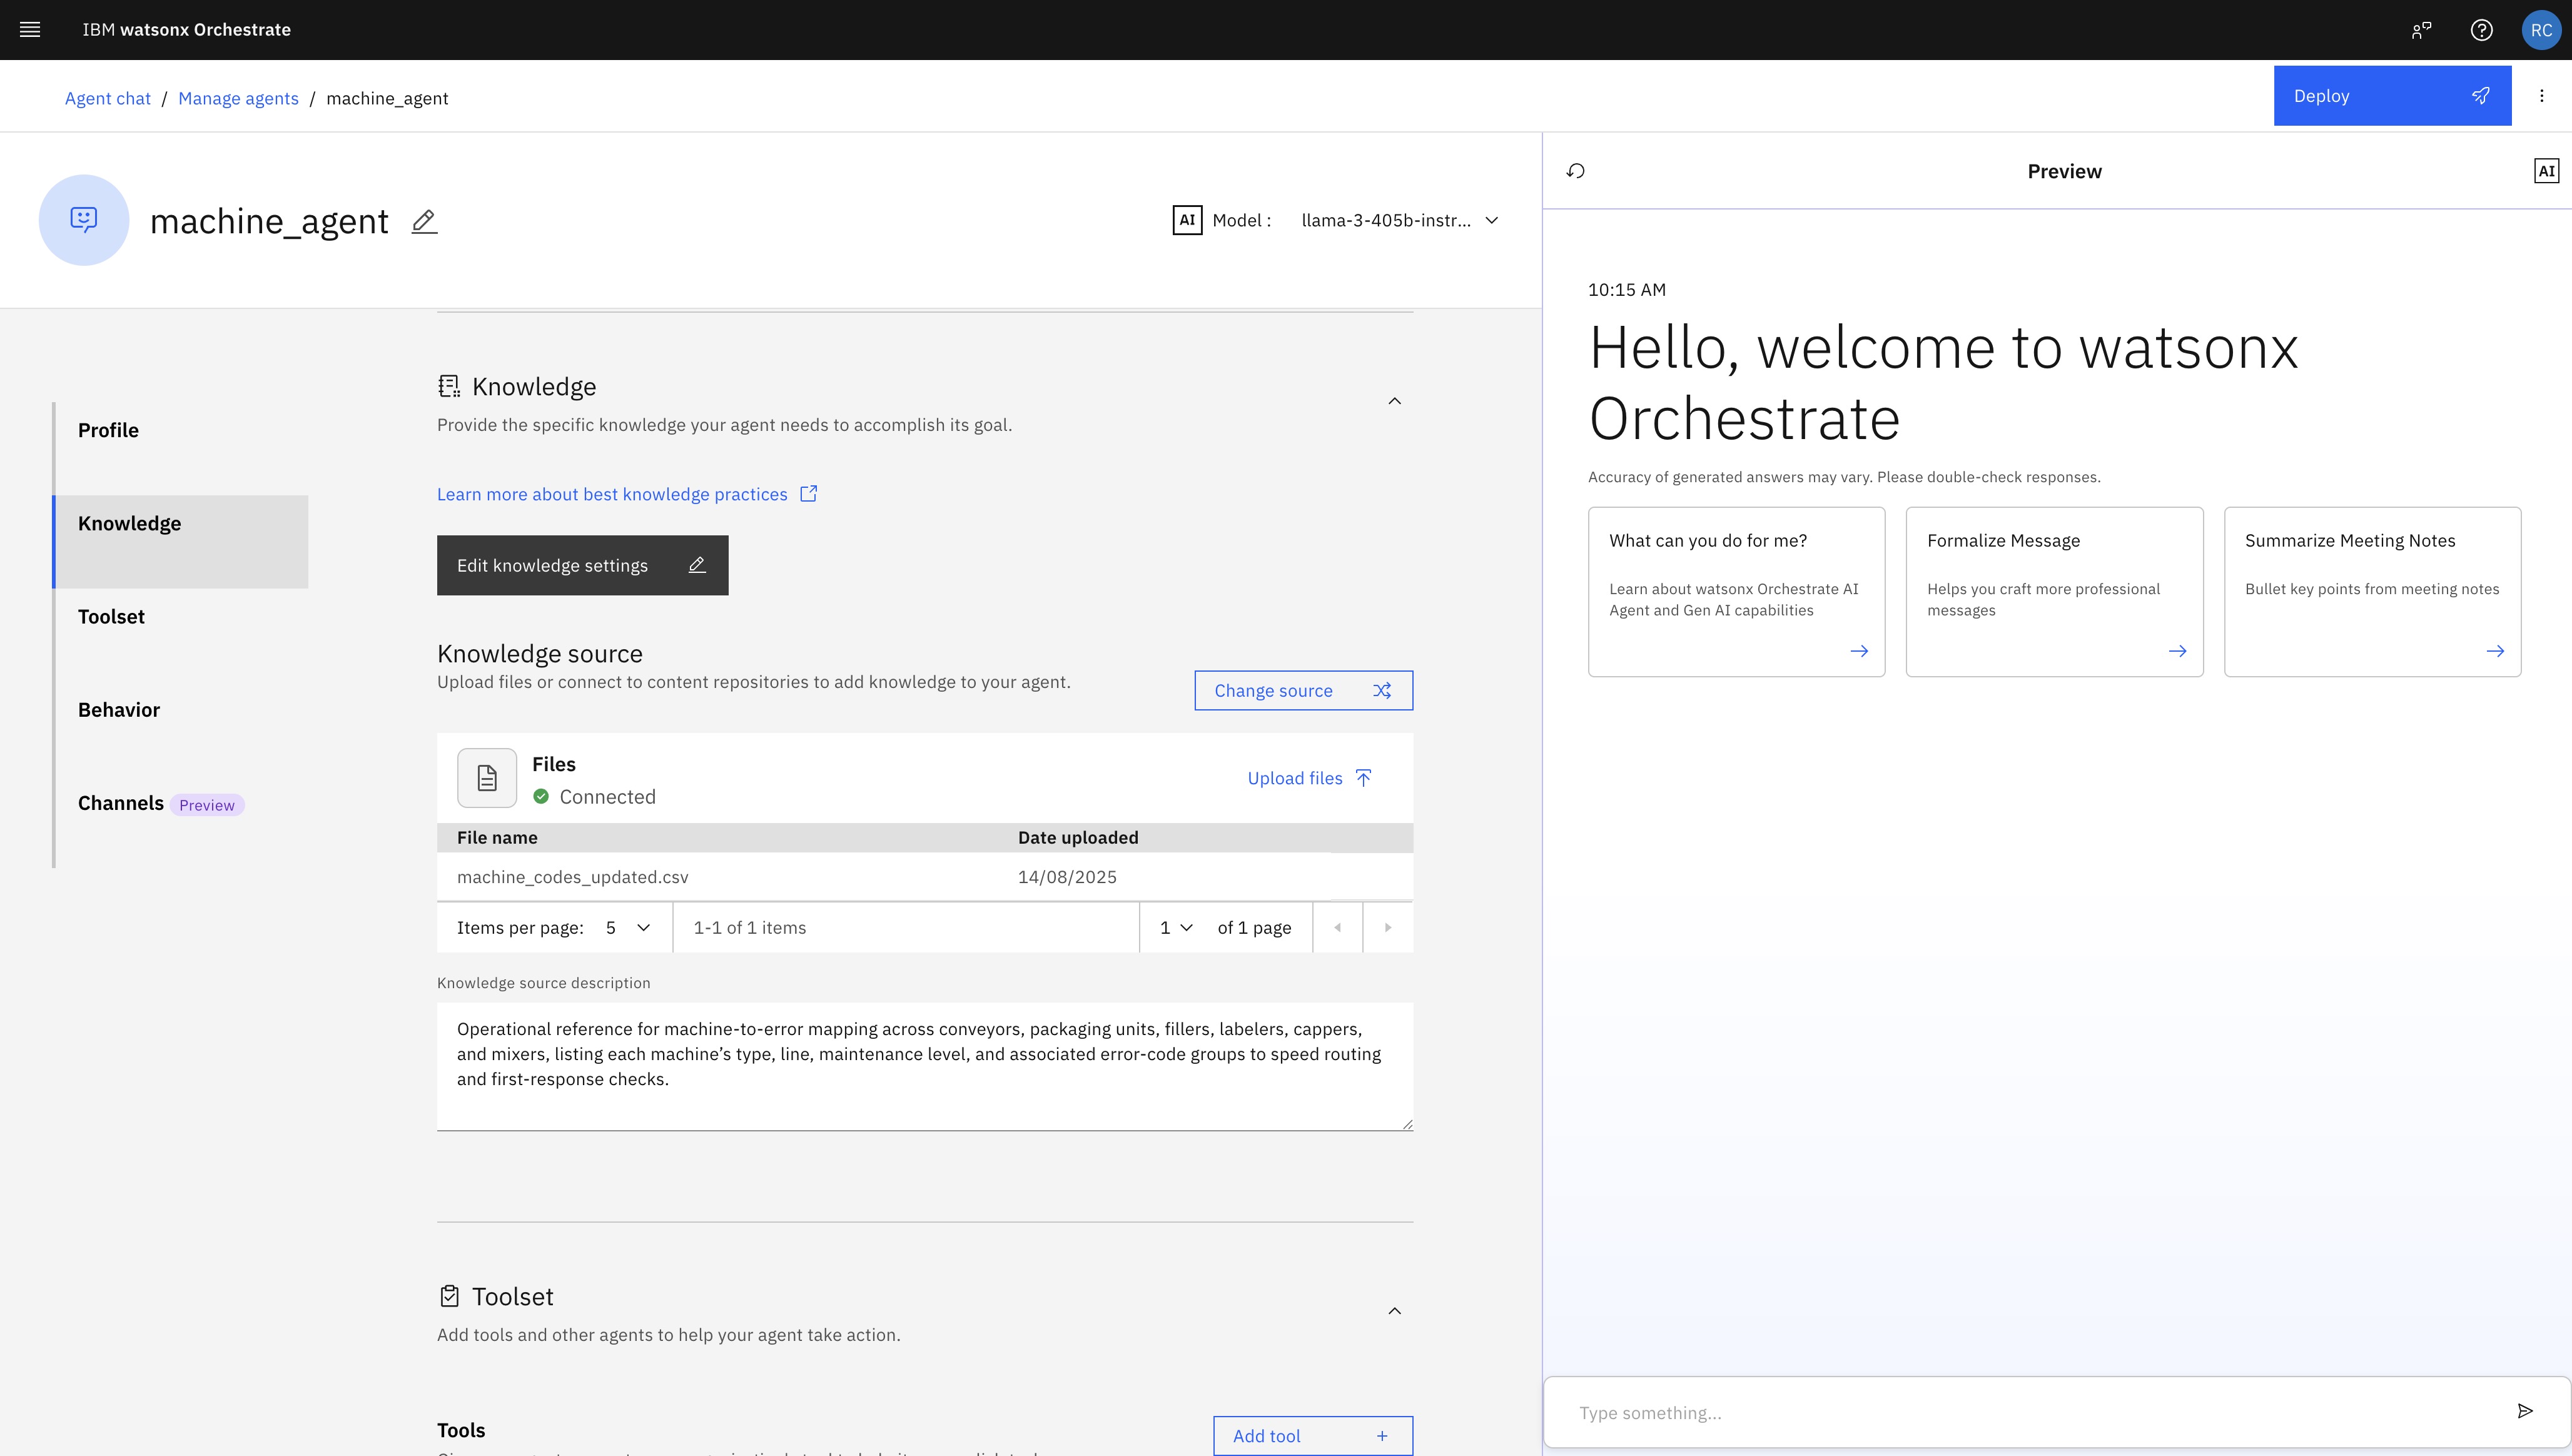 IBM watsonx Orchestrate
RC
Agent chat / Manage agents / machine_agent
Deploy
machine_agent
AI Model : llama-3-405b-instr...
Profile
Knowledge
Toolset
Behavior
Channels Preview
Knowledge
Provide the specific knowledge your agent needs to accomplish its goal.
Learn more about best knowledge practices
Edit knowledge settings
Knowledge source
Upload files or connect to content repositories to add knowledge to your agent.
Change source
Files
Connected
Upload files
File name Date uploaded
machine_codes_updated.csv 14/08/2025
Items per page: 5 1-1 of 1 items 1 of 1 page
Knowledge source description
Operational reference for machine-to-error mapping across conveyors, packaging units, fillers, labelers, cappers,
and mixers, listing each machine’s type, line, maintenance level, and associated error-code groups to speed routing
and first-response checks.
Toolset
Add tools and other agents to help your agent take action.
Tools
Add tool +
Preview
AI
10:15 AM
Hello, welcome to watsonx
Orchestrate
Accuracy of generated answers may vary. Please double-check responses.
What can you do for me?
Learn about watsonx Orchestrate AI
Agent and Gen AI capabilities
Formalize Message
Helps you craft more professional
messages
Summarize Meeting Notes
Bullet key points from meeting notes
Type something...